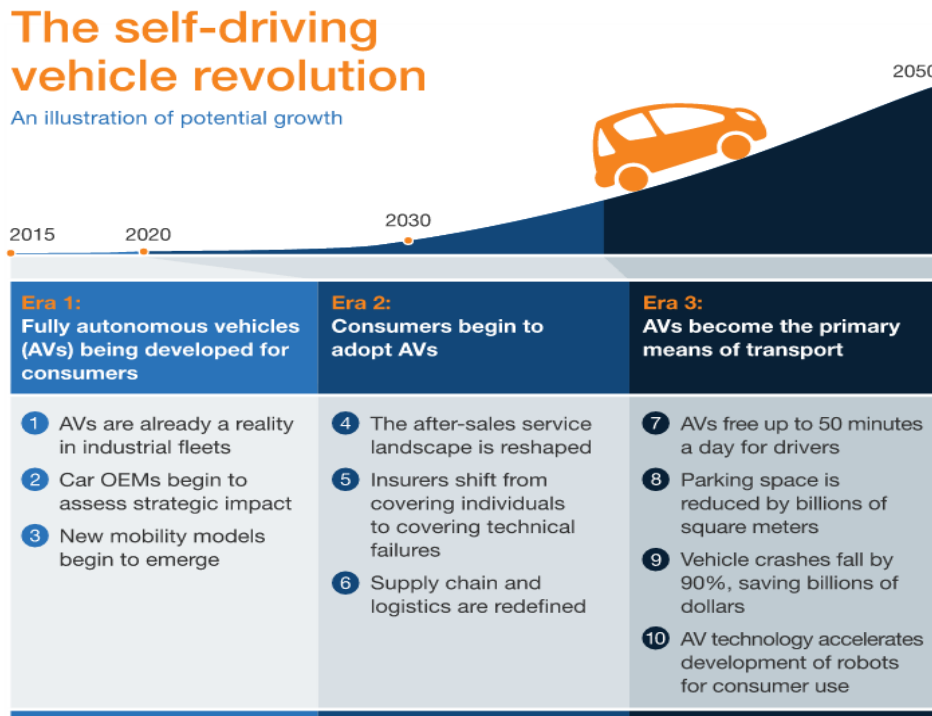 The self-driving
vehicle revolution
An illustration of potential growth
2015
2020
2030
2050
Era 1:
Fully autonomous vehicles
(AVs) being developed for
consumers
1 AVs are already a reality
in industrial fleets
2 Car OEMs begin to
assess strategic impact
3 New mobility models
begin to emerge
Era 2:
Consumers begin to
adopt AVs
4 The after-sales service
landscape is reshaped
5 Insurers shift from
covering individuals
to covering technical
failures
6 Supply chain and
logistics are redefined
Era 3:
AVs become the primary
means of transport
7 AVs free up to 50 minutes
a day for drivers
8 Parking space is
reduced by billions of
square meters
9 Vehicle crashes fall by
90%, saving billions of
dollars
10 AV technology accelerates
development of robots
for consumer use